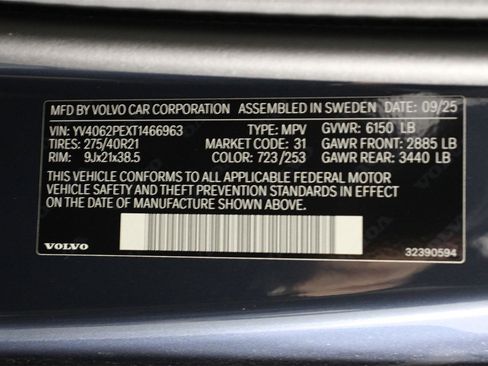 MFD BY VOLVO CAR CORPORATION ASSEMBLED IN SWEDEN DATE: 09/25
VIN: YV4062PEXT1466963 TYPE: MPV GVWR: 6150 LB
TIRES: 275/40R21 MARKET CODE: 31 GAWR FRONT: 2885 LB
RIM: 9Jx21x38.5 COLOR: 723/253 GAWR REAR: 3440 LB
THIS VEHICLE CONFORMS TO ALL APPLICABLE FEDERAL MOTOR
VEHICLE SAFETY AND THEFT PREVENTION STANDARDS IN EFFECT
ON THE DATE OF MANUFACTURE SHOWN ABOVE.
VOLVO 32390594